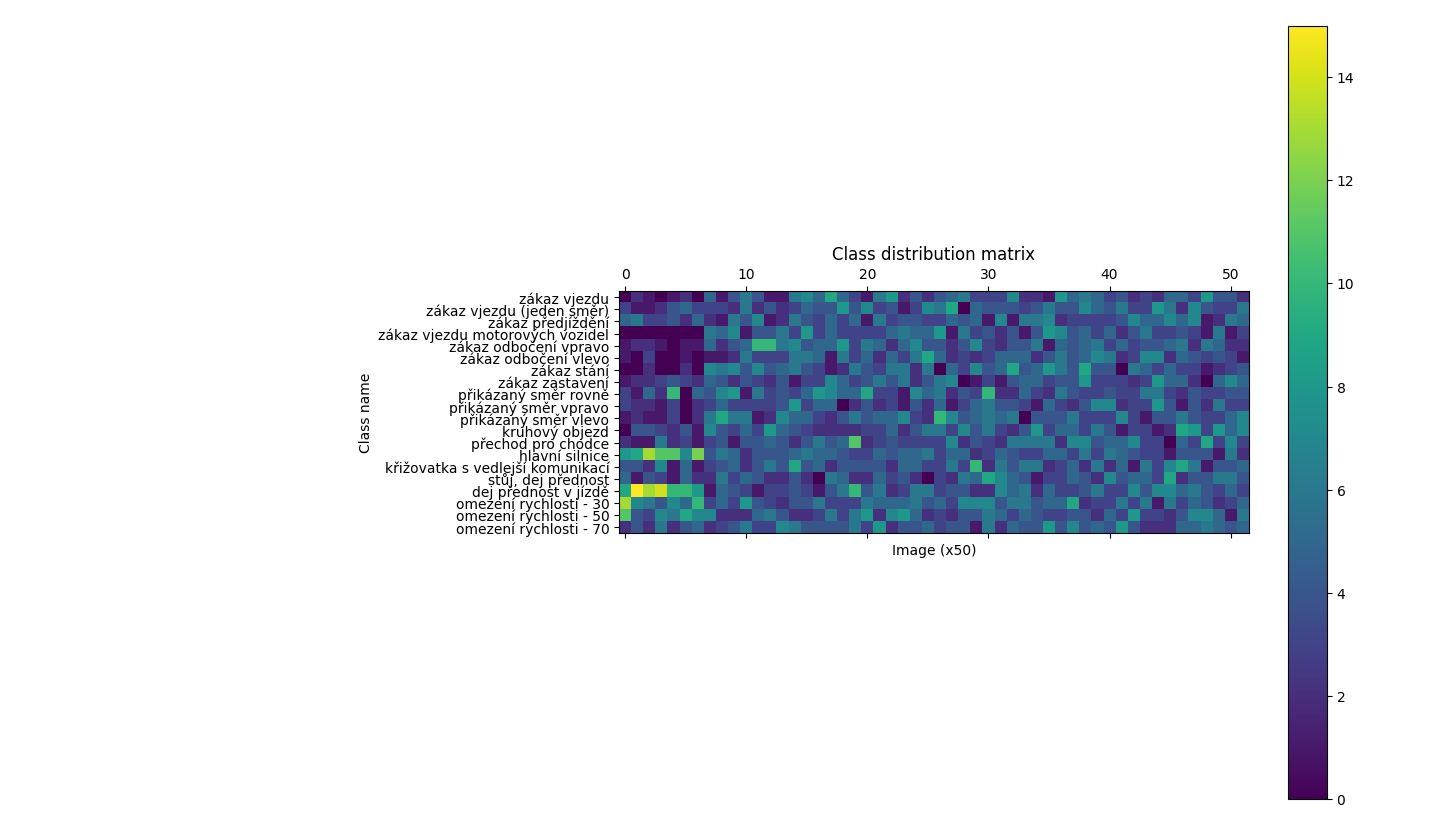 Class distribution matrix
0 10 20 30 40 50
zákaz vjezdu
zákaz vjezdu (jeden směr)
zákaz předjíždění
zákaz vjezdu motorových vozidel
zákaz odbočení vpravo
zákaz odbočení vlevo
zákaz stání
zákaz zastavení
přikázaný směr rovně
přikázaný směr vpravo
přikázaný směr vlevo
kruhový objezd
přechod pro chodce
hlavní silnice
křižovatka s vedlejší komunikací
stůj, dej přednost
dej přednost v jízdě
omezení rychlosti - 30
omezení rychlosti - 50
omezení rychlosti - 70
Class name
Image (x50)
14
12
10
8
6
4
2
0